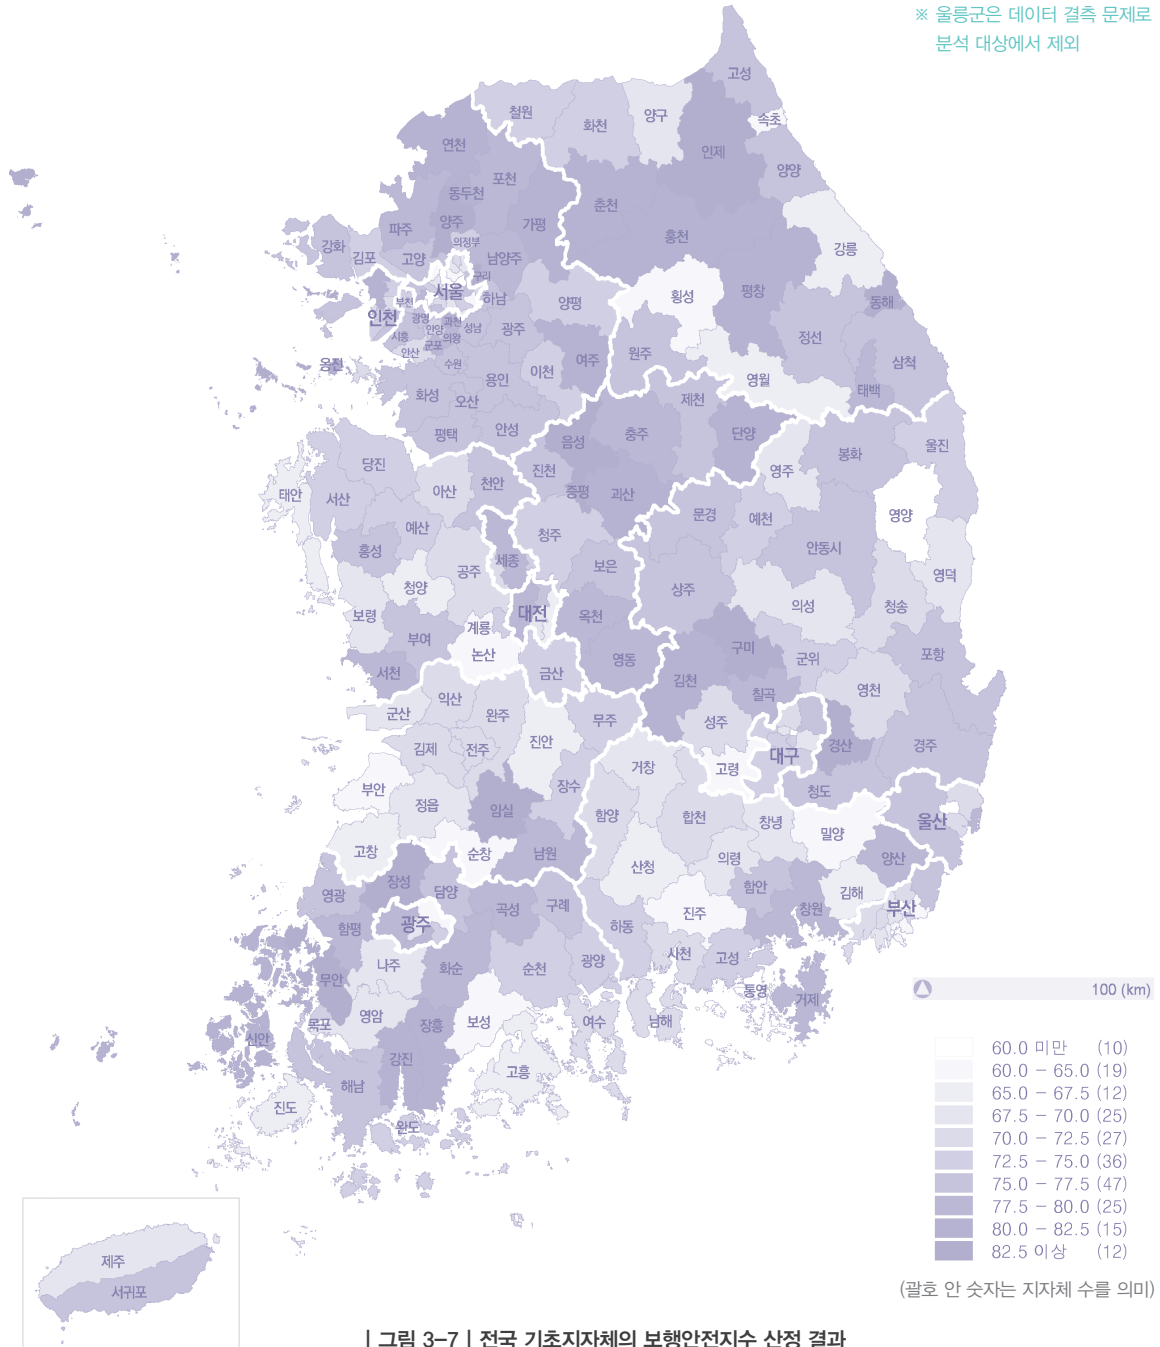 ※ 울릉군은 데이터 결측 문제로
분석 대상에서 제외
고성
철원
화천
양구
속초
인제
연천
양양
포천
동두천
춘천
양주
가평
파주
홍천
강화
의정부
강릉
김포
고양
남양주
구리
서울
평창
횡성
하남
부천
양평
동해
인천
광명
과천
성남
광주
안양
시흥
의왕
정선
군포
안산
원주
여주
수원
삼척
옹진
이천
용인
영월
태백
화성
오산
제천
안성
평택
충주
단양
음성
울진
봉화
당진
진천
영주
천안
아산
증평
괴산
태안
서산
문경
예천
영양
예산
청주
안동시
홍성
세종
보은
공주
영덕
청양
상주
의성
청송
대전
보령
옥천
계룡
부여
구미
논산
영동
군위
포항
서천
금산
김천
영천
칠곡
익산
군산
완주
무주
성주
진안
김제
전주
경산
경주
대구
거창
고령
장수
부안
청도
정읍
임실
함양
합천
창녕
울산
밀양
고창
순창
남원
의령
양산
산청
장성
함안
김해
영광
담양
구례
곡성
창원
부산
진주
광주
하동
함평
사천
고성
광양
나주
화순
순천
무안
통영
거제
영암
목포
장흥
보성
여수
남해
신안
강진
고흥
해남
진도
완도
제주
서귀포
100 (km)
60.0 미만 (10)
60.0 – 65.0 (19)
65.0 – 67.5 (12)
67.5 – 70.0 (25)
70.0 – 72.5 (27)
72.5 – 75.0 (36)
75.0 – 77.5 (47)
77.5 – 80.0 (25)
80.0 – 82.5 (15)
82.5 이상 (12)
(괄호 안 숫자는 지자체 수를 의미)
| 그림 3–7 | 전국 기초지자체의 보행안전지수 산정 결과